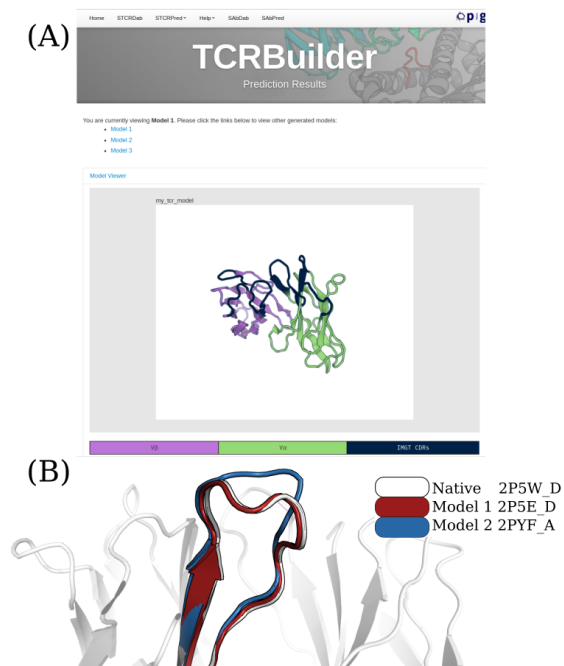 (A)
Home STCRDab STCRPred Help SAbDab SAbPred
opig
TCRBuilder
Prediction Results
You are currently viewing Model 1. Please click the links below to view other generated models:
Model 1
Model 2
Model 3
Model Viewer
my_tcr_model
Vβ Vα IMGT CDRs
(B)
Native 2P5W_D
Model 1 2P5E_D
Model 2 2PYF_A